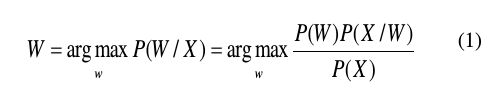 W = arg max P(W/X) = arg max P(W)P(X/W) / P(X) (1)
w w